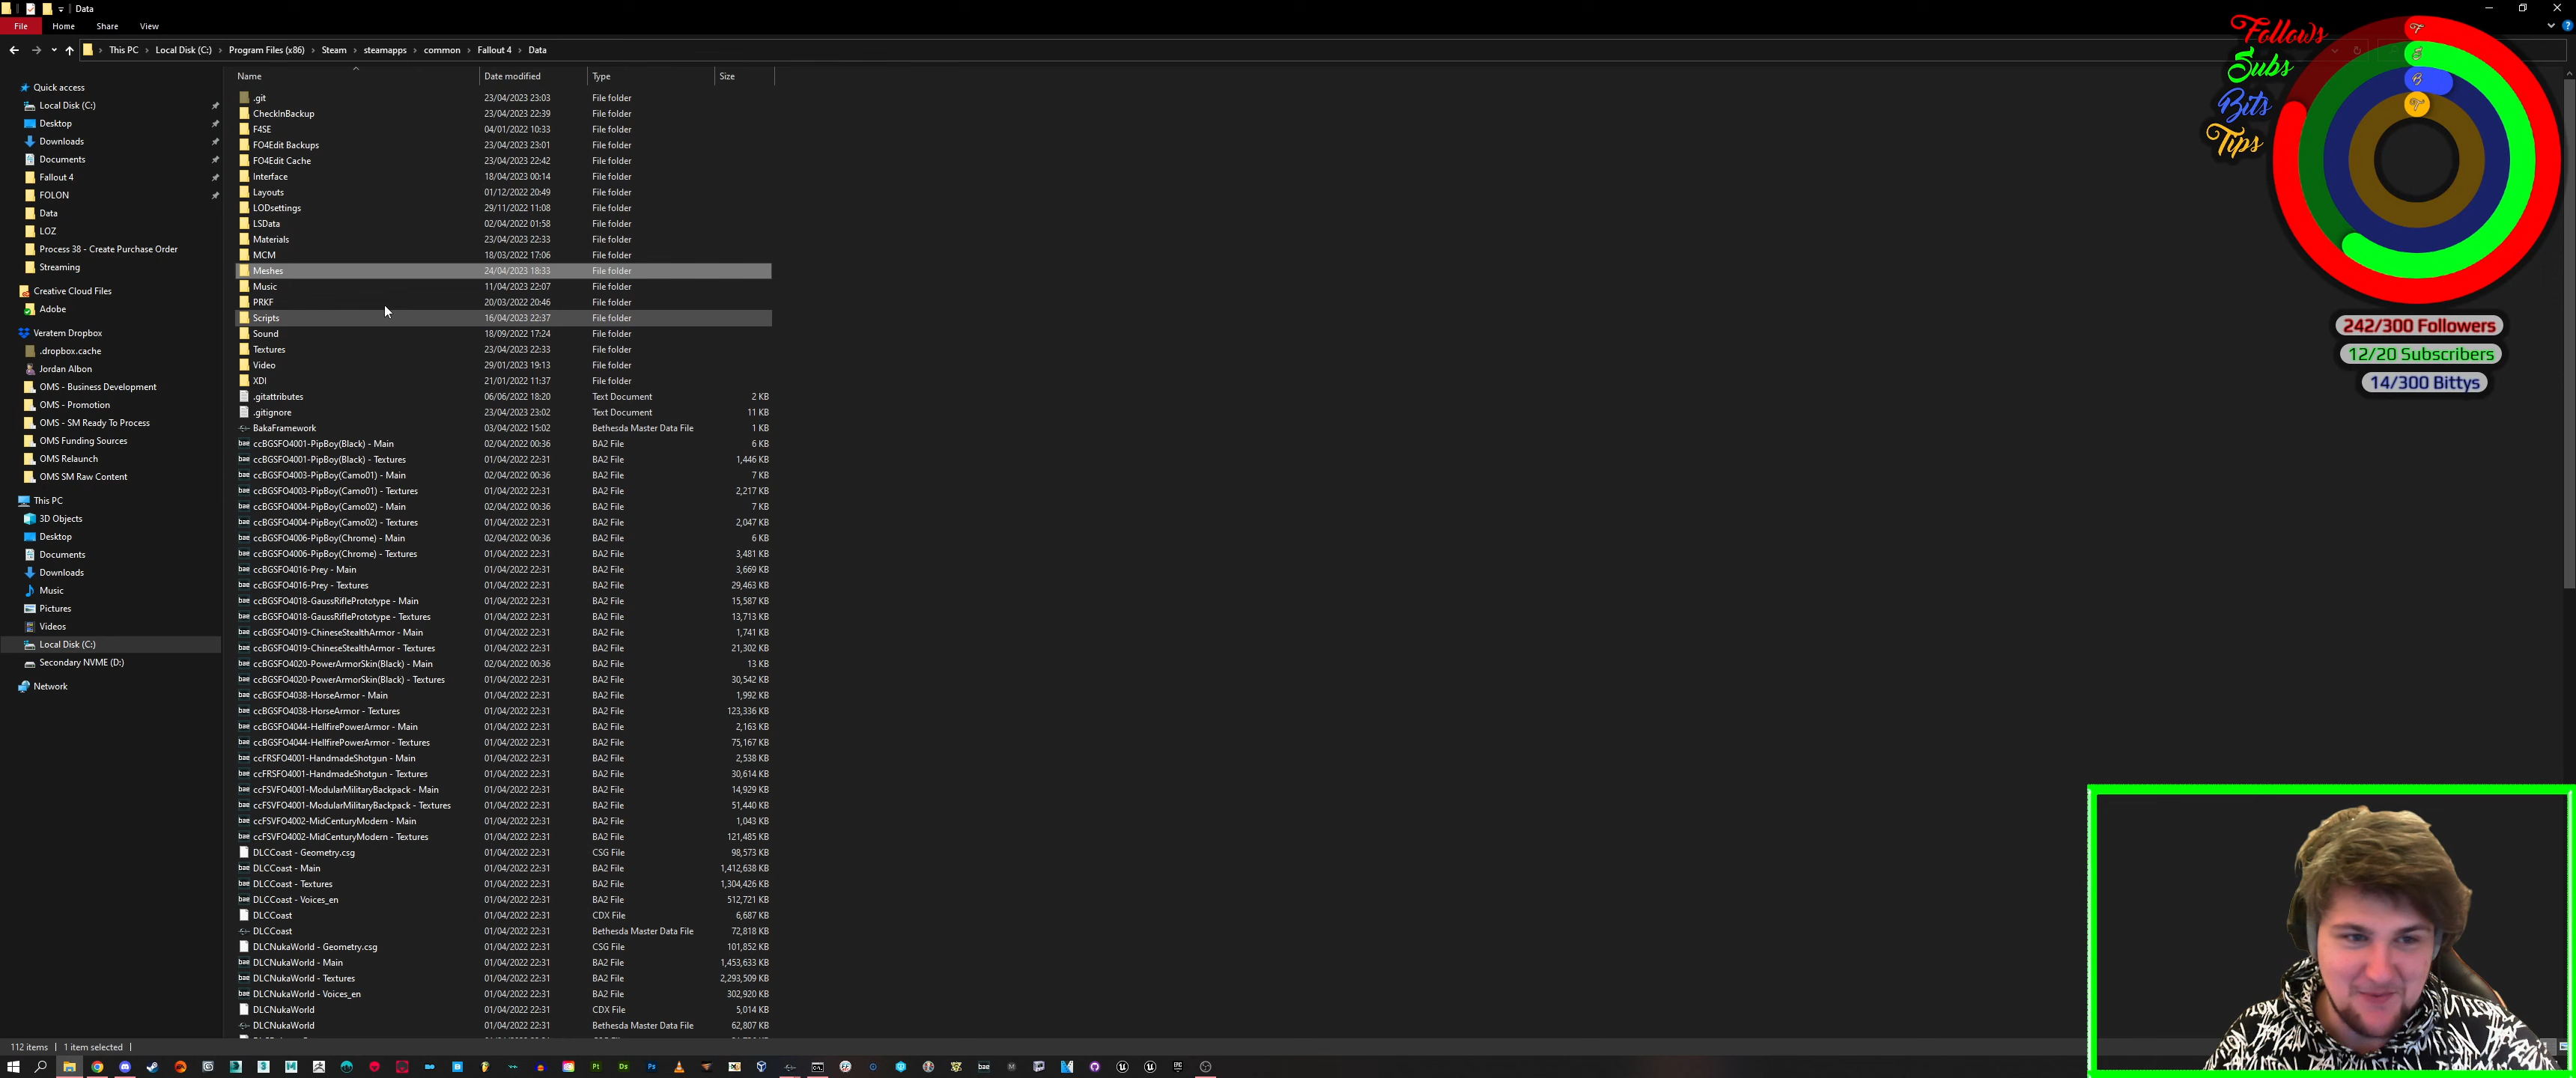 Data
File Home Share View
This PC Local Disk (C:) Program Files (x86) Steam steamapps common Fallout 4 Data
Name Date modified Type Size
Quick access
Local Disk (C:)
Desktop
Downloads
Documents
Fallout 4
FOLON
Data
LOZ
Process 38 - Create Purchase Order
Streaming
Creative Cloud Files
Adobe
Veratem Dropbox
.dropbox.cache
Jordan Albon
OMS - Business Development
OMS - Promotion
OMS - SM Ready To Process
OMS Funding Sources
OMS Relaunch
OMS SM Raw Content
This PC
3D Objects
Desktop
Documents
Downloads
Music
Pictures
Videos
Local Disk (C:)
Secondary NVME (D:)
Network
.git 23/04/2023 23:03 File folder
CheckInBackup 23/04/2023 22:39 File folder
F4SE 04/01/2022 10:33 File folder
FO4Edit Backups 23/04/2023 23:01 File folder
FO4Edit Cache 23/04/2023 22:42 File folder
Interface 18/04/2023 00:14 File folder
Layouts 01/12/2022 20:49 File folder
LODsettings 29/11/2022 11:08 File folder
LSData 02/04/2022 01:58 File folder
Materials 23/04/2023 22:33 File folder
MCM 18/03/2022 17:06 File folder
Meshes 24/04/2023 18:33 File folder
Music 11/04/2023 22:07 File folder
PRKF 20/03/2022 20:46 File folder
Scripts 16/04/2023 22:37 File folder
Sound 18/09/2022 17:24 File folder
Textures 23/04/2023 22:33 File folder
Video 29/01/2023 19:13 File folder
XDI 21/01/2022 11:37 File folder
.gitattributes 06/06/2022 18:20 Text Document 2 KB
.gitignore 23/04/2023 23:02 Text Document 11 KB
BakaFramework 03/04/2022 15:02 Bethesda Master Data File 1 KB
ccBGSFO4001-PipBoy(Black) - Main 02/04/2022 00:36 BA2 File 6 KB
ccBGSFO4001-PipBoy(Black) - Textures 01/04/2022 22:31 BA2 File 1,446 KB
ccBGSFO4003-PipBoy(Camo01) - Main 02/04/2022 00:36 BA2 File 7 KB
ccBGSFO4003-PipBoy(Camo01) - Textures 01/04/2022 22:31 BA2 File 2,217 KB
ccBGSFO4004-PipBoy(Camo02) - Main 02/04/2022 00:36 BA2 File 7 KB
ccBGSFO4004-PipBoy(Camo02) - Textures 01/04/2022 22:31 BA2 File 2,047 KB
ccBGSFO4006-PipBoy(Chrome) - Main 02/04/2022 00:36 BA2 File 6 KB
ccBGSFO4006-PipBoy(Chrome) - Textures 01/04/2022 22:31 BA2 File 3,481 KB
ccBGSFO4016-Prey - Main 01/04/2022 22:31 BA2 File 3,669 KB
ccBGSFO4016-Prey - Textures 01/04/2022 22:31 BA2 File 29,463 KB
ccBGSFO4018-GaussRiflePrototype - Main 01/04/2022 22:31 BA2 File 15,587 KB
ccBGSFO4018-GaussRiflePrototype - Textures 01/04/2022 22:31 BA2 File 13,713 KB
ccBGSFO4019-ChineseStealthArmor - Main 01/04/2022 22:31 BA2 File 1,741 KB
ccBGSFO4019-ChineseStealthArmor - Textures 01/04/2022 22:31 BA2 File 21,302 KB
ccBGSFO4020-PowerArmorSkin(Black) - Main 02/04/2022 00:36 BA2 File 13 KB
ccBGSFO4020-PowerArmorSkin(Black) - Textures 01/04/2022 22:31 BA2 File 30,542 KB
ccBGSFO4038-HorseArmor - Main 01/04/2022 22:31 BA2 File 1,992 KB
ccBGSFO4038-HorseArmor - Textures 01/04/2022 22:31 BA2 File 123,336 KB
ccBGSFO4044-HellfirePowerArmor - Main 01/04/2022 22:31 BA2 File 2,163 KB
ccBGSFO4044-HellfirePowerArmor - Textures 01/04/2022 22:31 BA2 File 75,167 KB
ccFRSFO4001-HandmadeShotgun - Main 01/04/2022 22:31 BA2 File 2,538 KB
ccFRSFO4001-HandmadeShotgun - Textures 01/04/2022 22:31 BA2 File 30,614 KB
ccFSVFO4001-ModularMilitaryBackpack - Main 01/04/2022 22:31 BA2 File 14,929 KB
ccFSVFO4001-ModularMilitaryBackpack - Textures 01/04/2022 22:31 BA2 File 51,440 KB
ccFSVFO4002-MidCenturyModern - Main 01/04/2022 22:31 BA2 File 1,043 KB
ccFSVFO4002-MidCenturyModern - Textures 01/04/2022 22:31 BA2 File 121,485 KB
DLCCoast - Geometry.csg 01/04/2022 22:31 CSG File 98,573 KB
DLCCoast - Main 01/04/2022 22:31 BA2 File 1,412,638 KB
DLCCoast - Textures 01/04/2022 22:31 BA2 File 1,304,426 KB
DLCCoast - Voices_en 01/04/2022 22:31 BA2 File 512,721 KB
DLCCoast 01/04/2022 22:31 CDX File 6,687 KB
DLCCoast 01/04/2022 22:31 Bethesda Master Data File 72,818 KB
DLCNukaWorld - Geometry.csg 01/04/2022 22:31 CSG File 101,852 KB
DLCNukaWorld - Main 01/04/2022 22:31 BA2 File 1,453,633 KB
DLCNukaWorld - Textures 01/04/2022 22:31 BA2 File 2,293,509 KB
DLCNukaWorld - Voices_en 01/04/2022 22:31 BA2 File 302,920 KB
DLCNukaWorld 01/04/2022 22:31 CDX File 5,014 KB
DLCNukaWorld 01/04/2022 22:31 Bethesda Master Data File 62,807 KB
112 items 1 item selected
Follows
Subs
Bits
Tips
242/300 Followers
12/20 Subscribers
14/300 Bittys